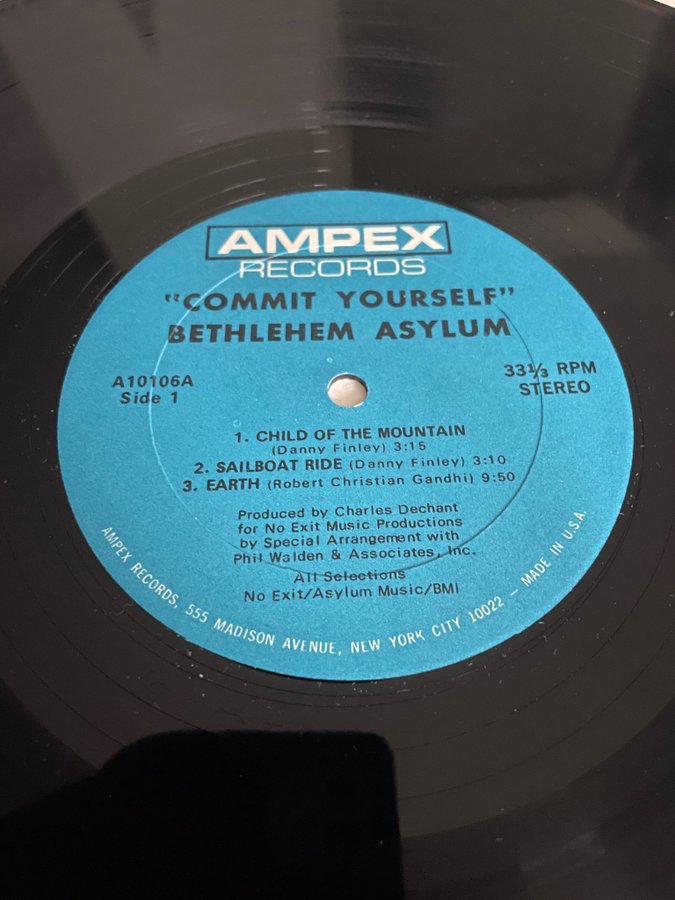 AMPEX
RECORDS
"COMMIT YOURSELF"
BETHLEHEM ASYLUM
A10106A
Side 1
33⅓ RPM
STEREO
1. CHILD OF THE MOUNTAIN
(Danny Finley) 3:15
2. SAILBOAT RIDE (Danny Finley) 3:10
3. EARTH (Robert Christian Gandhi) 9:50
Produced by Charles Dechant
for No Exit Music Productions
by Special Arrangement with
Phil Walden & Associates, Inc.
All Selections
No Exit/Asylum Music/BMI
AMPEX RECORDS, 555 MADISON AVENUE, NEW YORK CITY 10022 – MADE IN U.S.A.